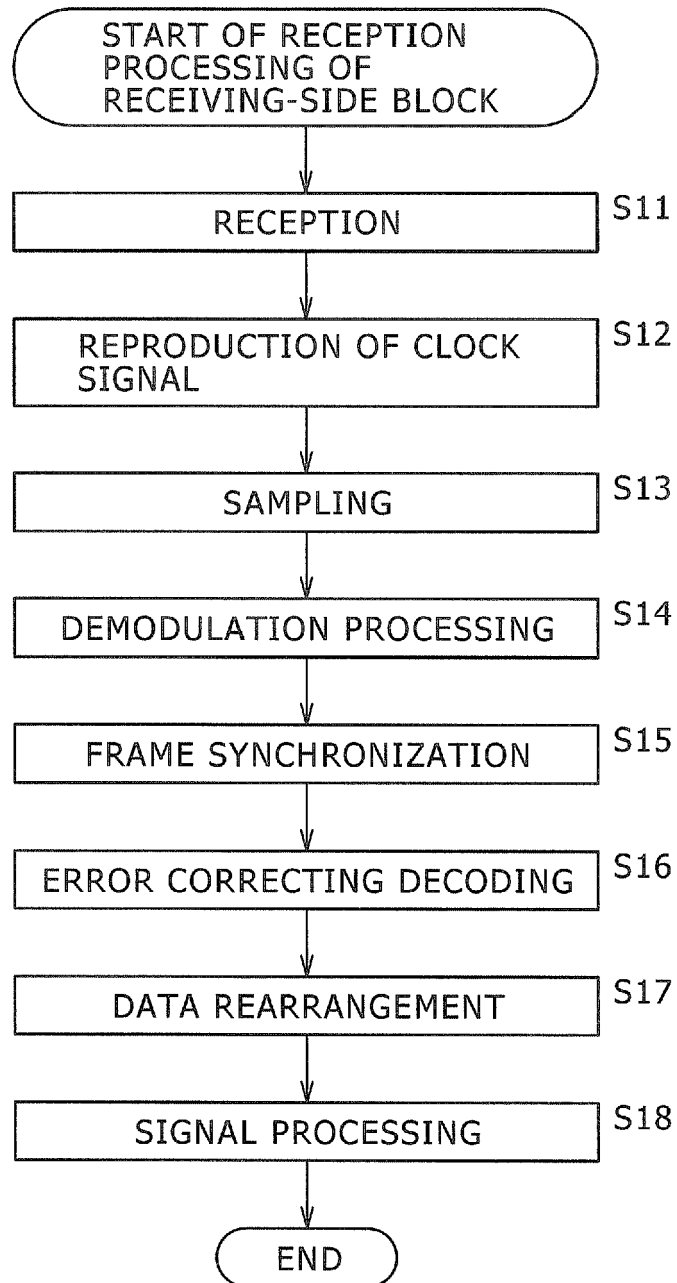 START OF RECEPTION
PROCESSING OF
RECEIVING-SIDE BLOCK
RECEPTION
S11
REPRODUCTION OF CLOCK
SIGNAL
S12
SAMPLING
S13
DEMODULATION PROCESSING
S14
FRAME SYNCHRONIZATION
S15
ERROR CORRECTING DECODING
S16
DATA REARRANGEMENT
S17
SIGNAL PROCESSING
S18
END